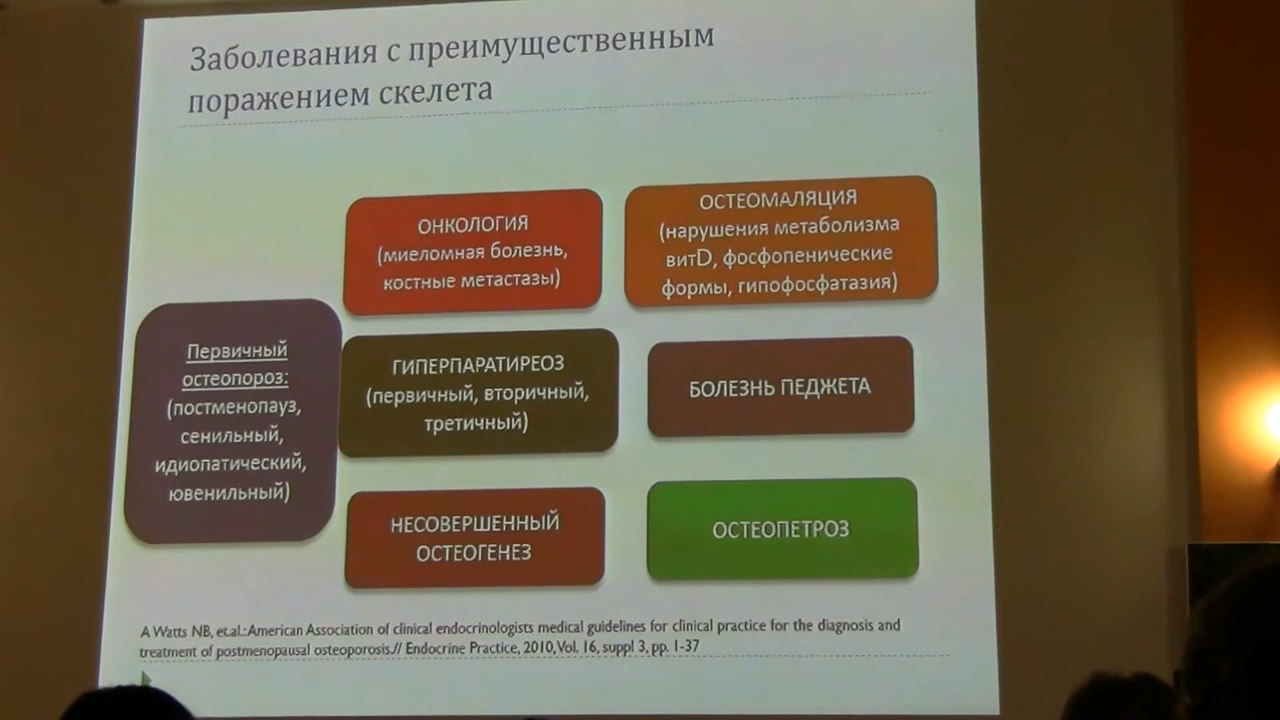 Заболевания с преимущественным
поражением скелета
ОНКОЛОГИЯ
(миеломная болезнь,
костные метастазы)
ОСТЕОМАЛЯЦИЯ
(нарушения метаболизма
витD, фосфопенические
формы, гипофосфатазия)
Первичный
остеопороз:
(постменопауз,
сенильный,
идиопатический,
ювенильный)
ГИПЕРПАРАТИРЕОЗ
(первичный, вторичный,
третичный)
БОЛЕЗНЬ ПЕДЖЕТА
НЕСОВЕРШЕННЫЙ
ОСТЕОГЕНЕЗ
ОСТЕОПЕТРОЗ
A Watts NB, et.al.:American Association of clinical endocrinologists medical guidelines for clinical practice for the diagnosis and
treatment of postmenopausal osteoporosis.// Endocrine Practice, 2010,Vol. 16, suppl 3, pp. 1-37